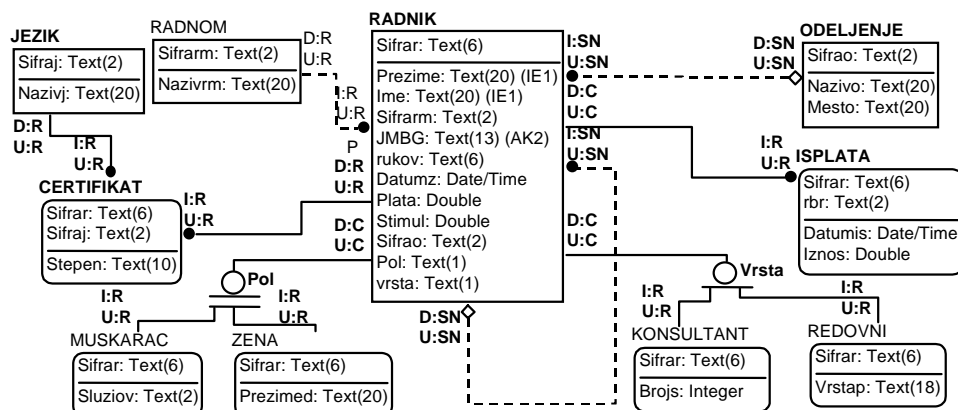 JEZIK
Sifraj: Text(2)
Nazivj: Text(20)
D:R
U:R
I:R
U:R
RADNOM
Sifrarm: Text(2)
Nazivrm: Text(20)
D:R
U:R
I:R
U:R
P
RADNIK
Sifrar: Text(6)
Prezime: Text(20) (IE1)
Ime: Text(20) (IE1)
Sifrarm: Text(2)
JMBG: Text(13) (AK2)
rukov: Text(6)
Datumz: Date/Time
Plata: Double
Stimul: Double
Sifrao: Text(2)
Pol: Text(1)
vrsta: Text(1)
I:SN
U:SN
D:C
U:C
I:SN
U:SN
D:SN
U:SN
ODELJENJE
Sifrao: Text(2)
Nazivo: Text(20)
Mesto: Text(20)
I:R
U:R
ISPLATA
Sifrar: Text(6)
rbr: Text(2)
Datumis: Date/Time
Iznos: Double
CERTIFIKAT
Sifrar: Text(6)
Sifraj: Text(2)
Stepen: Text(10)
I:R
U:R
D:R
U:R
D:C
U:C
Pol
I:R
U:R
MUSKARAC
Sifrar: Text(6)
Sluziov: Text(2)
I:R
U:R
ZENA
Sifrar: Text(6)
Prezimed: Text(20)
D:SN
U:SN
D:C
U:C
Vrsta
I:R
U:R
KONSULTANT
Sifrar: Text(6)
Brojs: Integer
I:R
U:R
REDOVNI
Sifrar: Text(6)
Vrstap: Text(18)